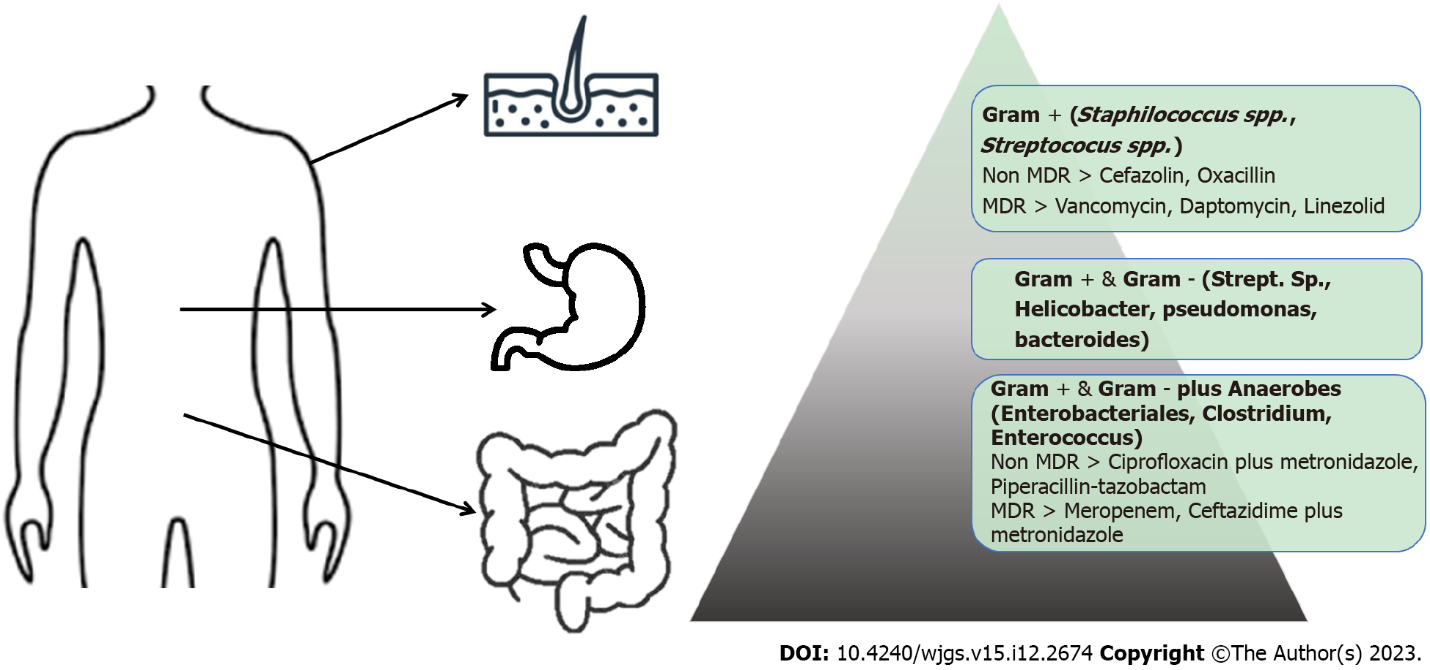 Gram + (Staphilococcus spp.,
Streptococus spp.)
Non MDR > Cefazolin, Oxacillin
MDR > Vancomycin, Daptomycin, Linezolid
Gram + & Gram - (Strept. Sp.,
Helicobacter, pseudomonas,
bacteroides)
Gram + & Gram - plus Anaerobes
(Enterobacteriales, Clostridium,
Enterococcus)
Non MDR > Ciprofloxacin plus metronidazole,
Piperacillin-tazobactam
MDR > Meropenem, Ceftazidime plus
metronidazole
DOI: 10.4240/wjgs.v15.i12.2674 Copyright ©The Author(s) 2023.